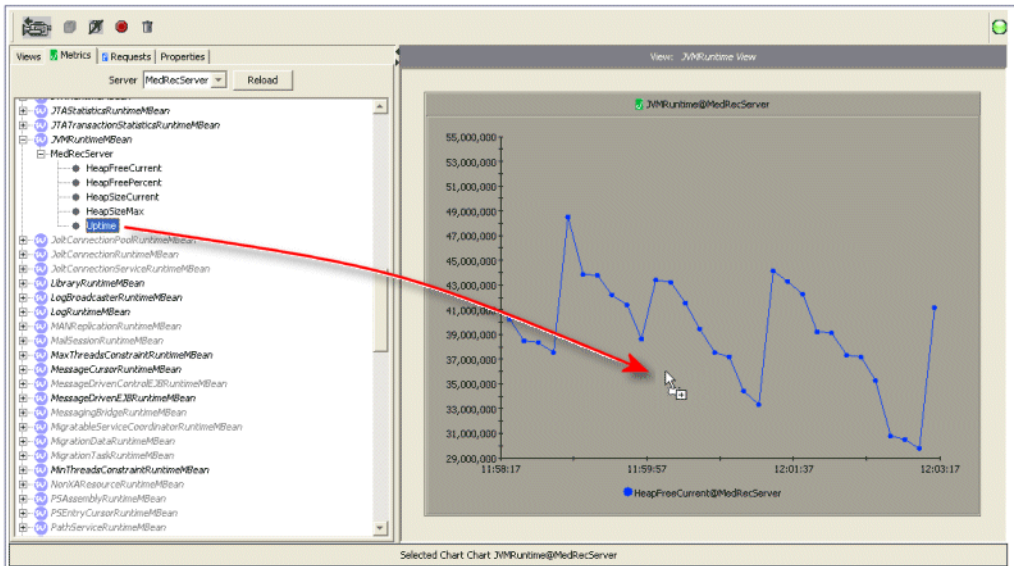 Views Metrics Requests Properties
View: JVMRuntime View
Server MedRecServer Reload
JTAStatisticsRuntimeMBean
JTATransactionStatisticsRuntimeMBean
JVMRuntimeMBean
MedRecServer
HeapFreeCurrent
HeapFreePercent
HeapSizeCurrent
HeapSizeMax
Uptime
JoltConnectionPoolRuntimeMBean
JoltConnectionRuntimeMBean
JoltConnectionServiceRuntimeMBean
LibraryRuntimeMBean
LogBroadcasterRuntimeMBean
LogRuntimeMBean
MANReplicationRuntimeMBean
MailSessionRuntimeMBean
MaxThreadsConstraintRuntimeMBean
MessageCursorRuntimeMBean
MessageDrivenControlEJBRuntimeMBean
MessageDrivenEJBRuntimeMBean
MessagingBridgeRuntimeMBean
MigratableServiceCoordinatorRuntimeMBean
MigrationDataRuntimeMBean
MigrationTaskRuntimeMBean
MinThreadsConstraintRuntimeMBean
NonXAResourceRuntimeMBean
PSAssemblyRuntimeMBean
PSEntryCursorRuntimeMBean
PathServiceRuntimeMBean
JVMRuntime@MedRecServer
55,000,000
53,000,000
51,000,000
49,000,000
47,000,000
45,000,000
43,000,000
41,000,000
39,000,000
37,000,000
35,000,000
33,000,000
31,000,000
29,000,000
11:58:17 11:59:57 12:01:37 12:03:17
HeapFreeCurrent@MedRecServer
Selected Chart Chart JVMRuntime@MedRecServer